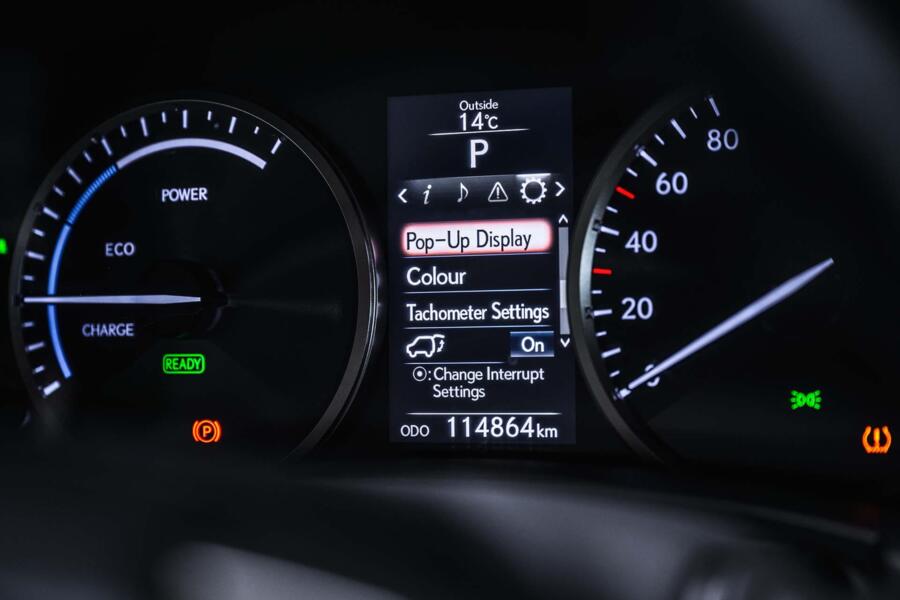 Outside
14°C
P
i
Pop-Up Display
Colour
Tachometer Settings
On
: Change Interrupt
Settings
ODO 114864 km
POWER
ECO
CHARGE
READY
P
80
60
40
20